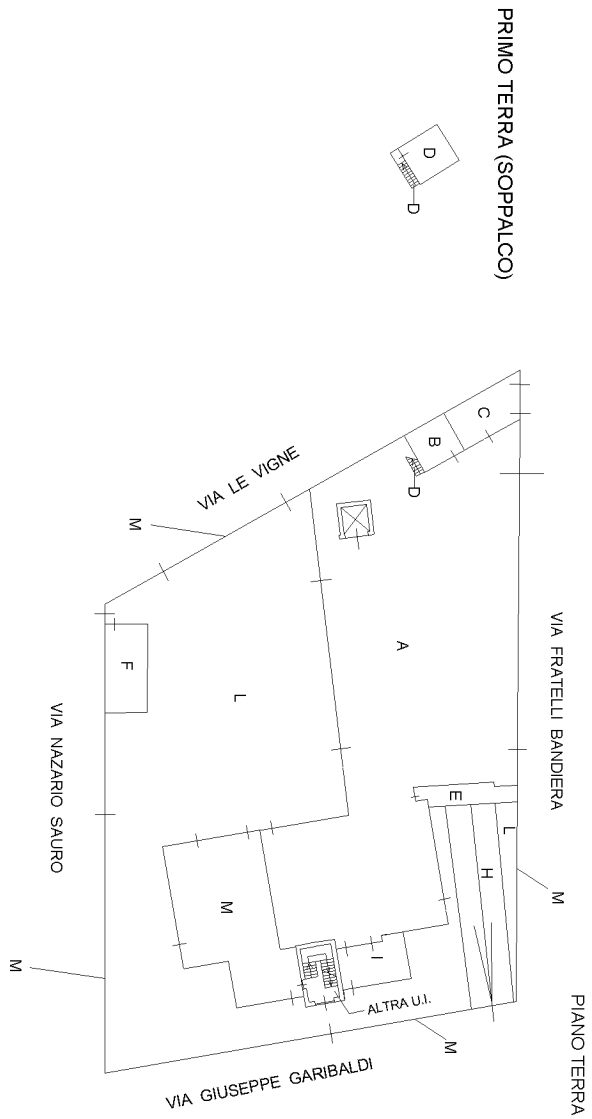 PRIMO TERRA (SOPPALCO)
D
D
C
B
D
VIA LE VIGNE
M
A
VIA FRATELLI BANDIERA
F
L
VIA NAZARIO SAURO
E
L
H
M
M
M
I
ALTRA U.I.
M
PIANO TERRA
VIA GIUSEPPE GARIBALDI